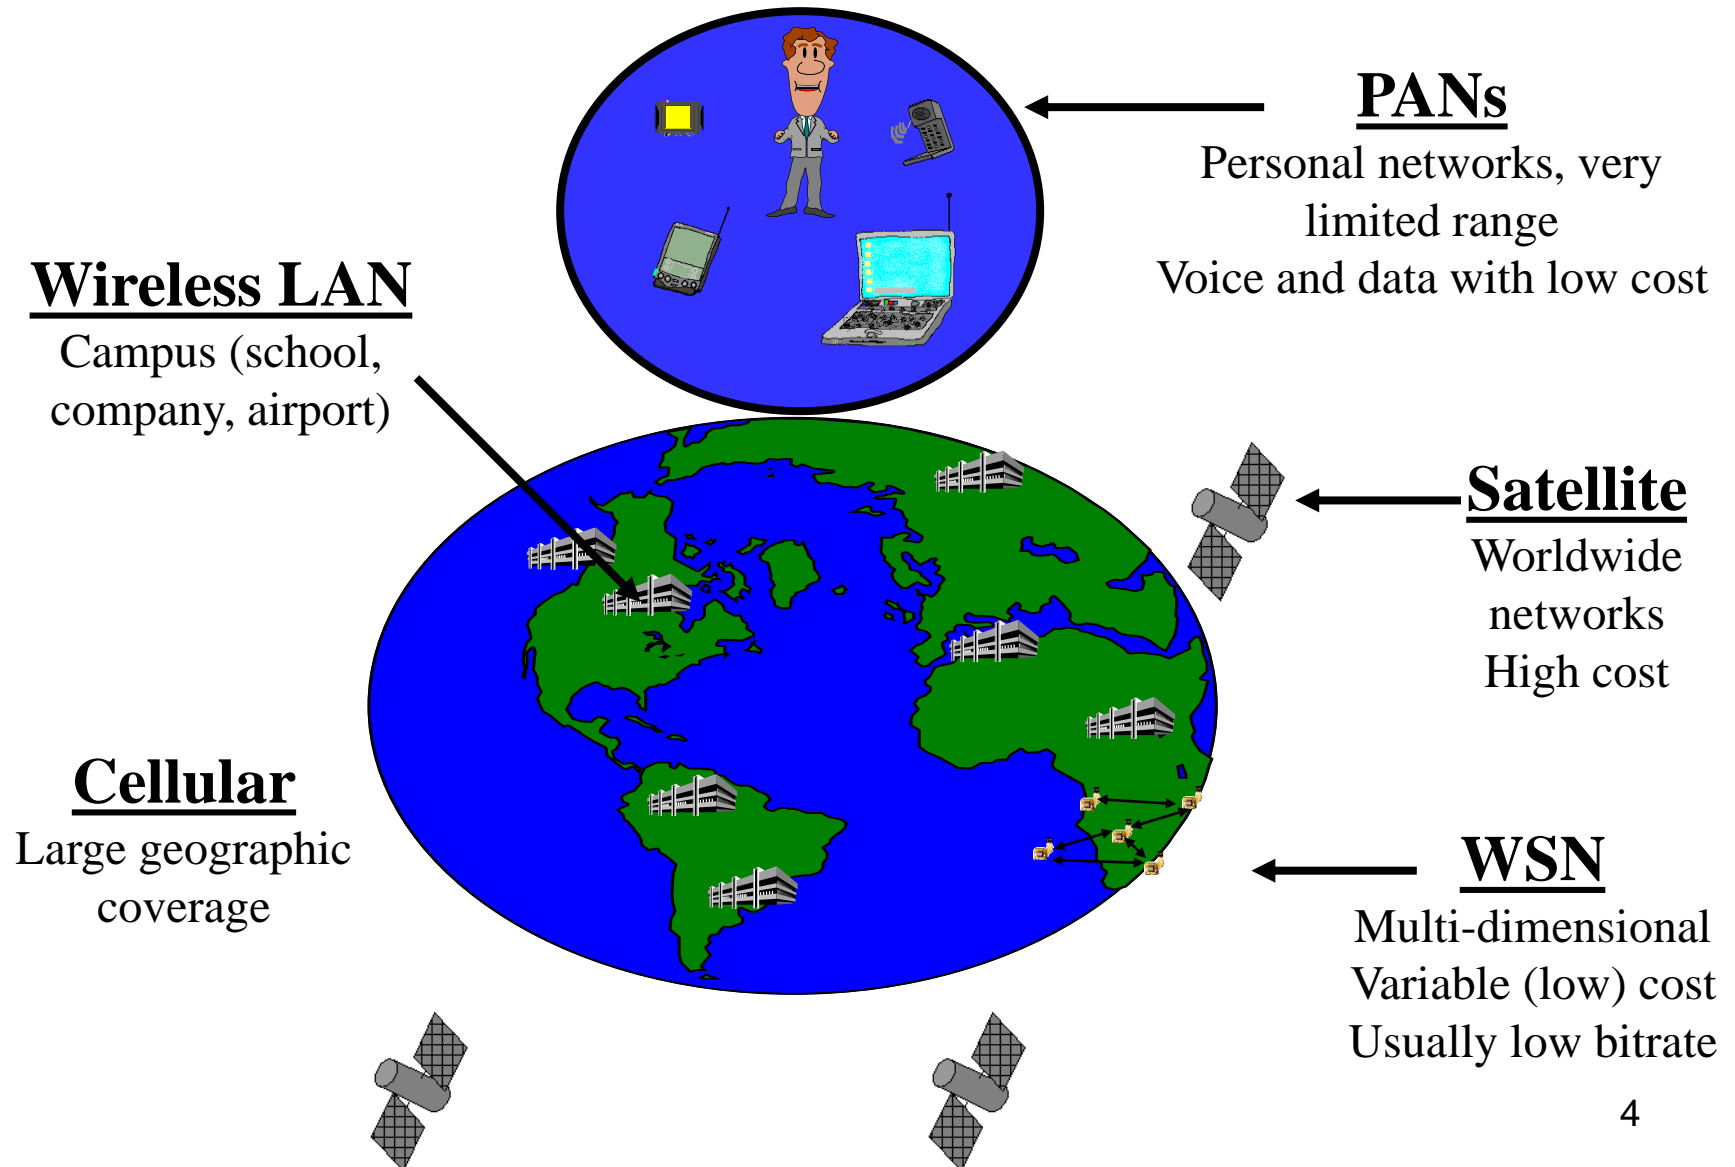 PANs
Personal networks, very
limited range
Voice and data with low cost
Wireless LAN
Campus (school,
company, airport)
Satellite
Worldwide
networks
High cost
Cellular
Large geographic
coverage
WSN
Multi-dimensional
Variable (low) cost
Usually low bitrate
4